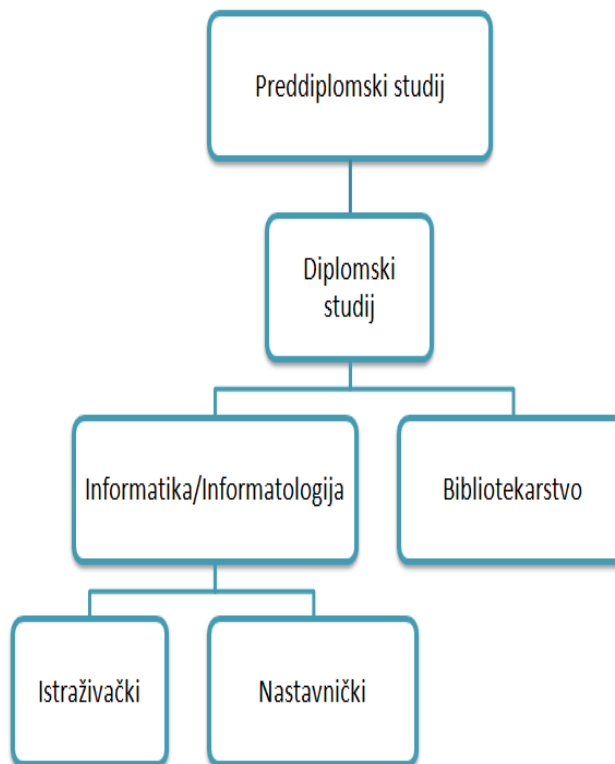 Preddiplomski studij
Diplomski
studij
Informatika/Informatologija
Bibliotekarstvo
Istraživački
Nastavnički